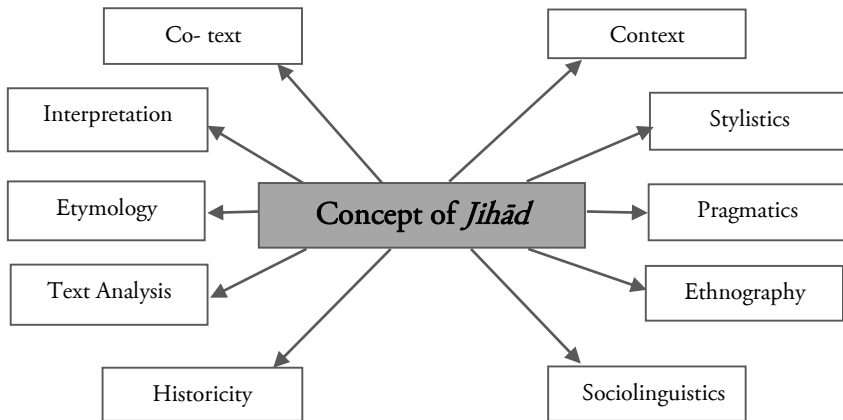 Co- text
Context
Interpretation
Stylistics
Etymology
Concept of Jihād
Pragmatics
Text Analysis
Ethnography
Historicity
Sociolinguistics